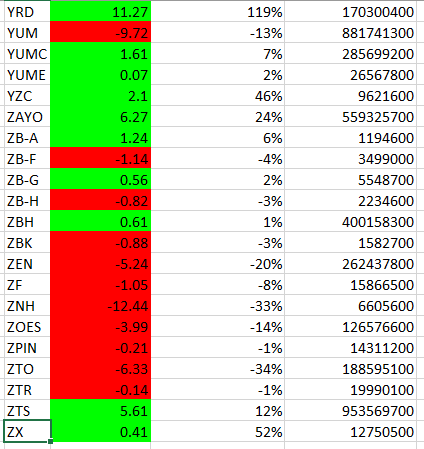 YRD 11.27 119% 170300400
YUM -9.72 -13% 881741300
YUMC 1.61 7% 285699200
YUME 0.07 2% 26567800
YZC 2.1 46% 9621600
ZAYO 6.27 24% 559325700
ZB-A 1.24 6% 1194600
ZB-F -1.14 -4% 3499000
ZB-G 0.56 2% 5548700
ZB-H -0.82 -3% 2234600
ZBH 0.61 1% 400158300
ZBK -0.88 -3% 1582700
ZEN -5.24 -20% 262437800
ZF -1.05 -8% 15866500
ZNH -12.44 -33% 6605600
ZOES -3.99 -14% 126576600
ZPIN -0.21 -1% 14311200
ZTO -6.33 -34% 188595100
ZTR -0.14 -1% 19990100
ZTS 5.61 12% 953569700
ZX 0.41 52% 12750500